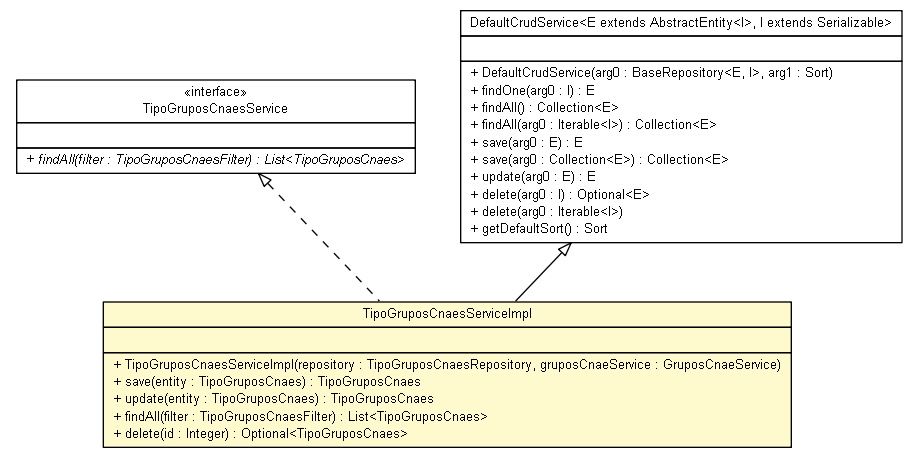 DefaultCrudService<E extends AbstractEntity<I>, I extends Serializable>
+ DefaultCrudService(arg0 : BaseRepository<E, I>, arg1 : Sort)
+ findOne(arg0 : I) : E
+ findAll() : Collection<E>
+ findAll(arg0 : Iterable<I>) : Collection<E>
+ save(arg0 : E) : E
+ save(arg0 : Collection<E>) : Collection<E>
+ update(arg0 : E) : E
+ delete(arg0 : I) : Optional<E>
+ delete(arg0 : Iterable<I>)
+ getDefaultSort() : Sort
«interface»
TipoGruposCnaesService
+ findAll(filter : TipoGruposCnaesFilter) : List<TipoGruposCnaes>
TipoGruposCnaesServiceImpl
+ TipoGruposCnaesServiceImpl(repository : TipoGruposCnaesRepository, gruposCnaeService : GruposCnaeService)
+ save(entity : TipoGruposCnaes) : TipoGruposCnaes
+ update(entity : TipoGruposCnaes) : TipoGruposCnaes
+ findAll(filter : TipoGruposCnaesFilter) : List<TipoGruposCnaes>
+ delete(id : Integer) : Optional<TipoGruposCnaes>